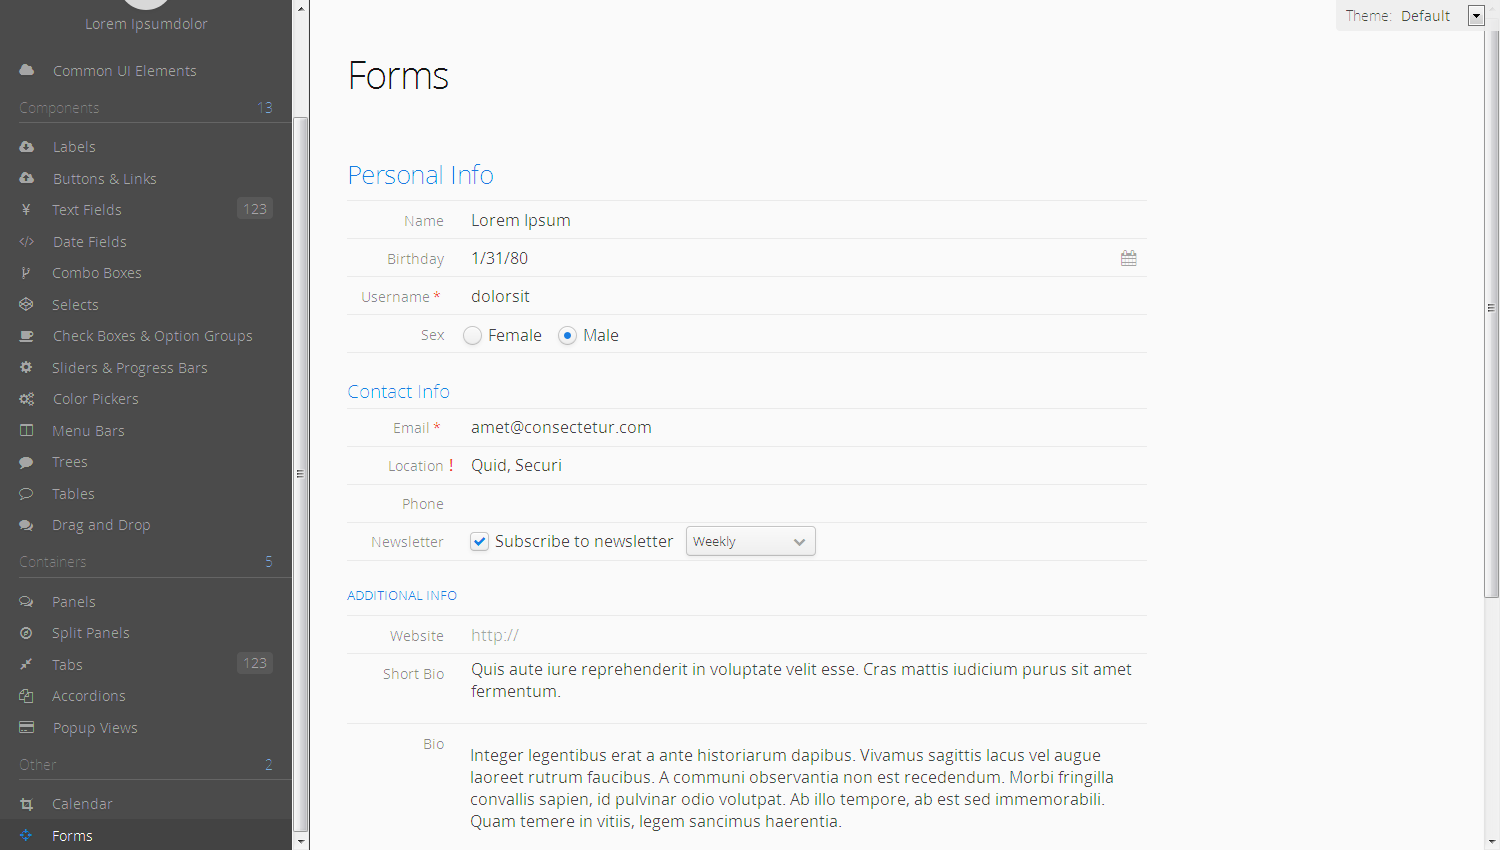 Lorem Ipsumdolor
Common UI Elements
Components 13
Labels
Buttons & Links
Text Fields 123
Date Fields
Combo Boxes
Selects
Check Boxes & Option Groups
Sliders & Progress Bars
Color Pickers
Menu Bars
Trees
Tables
Drag and Drop
Containers 5
Panels
Split Panels
Tabs 123
Accordions
Popup Views
Other 2
Calendar
Forms
Theme: Default
Forms
Personal Info
Name Lorem Ipsum
Birthday 1/31/80
Username * dolorsit
Sex Female Male
Contact Info
Email * amet@consectetur.com
Location ! Quid, Securi
Phone
Newsletter Subscribe to newsletter Weekly
ADDITIONAL INFO
Website http://
Short Bio Quis aute iure reprehenderit in voluptate velit esse. Cras mattis iudicium purus sit amet
fermentum.
Bio
Integer legentibus erat a ante historiarum dapibus. Vivamus sagittis lacus vel augue
laoreet rutrum faucibus. A communi observantia non est recedendum. Morbi fringilla
convallis sapien, id pulvinar odio volutpat. Ab illo tempore, ab est sed immemorabili.
Quam temere in vitiis, legem sancimus haerentia.